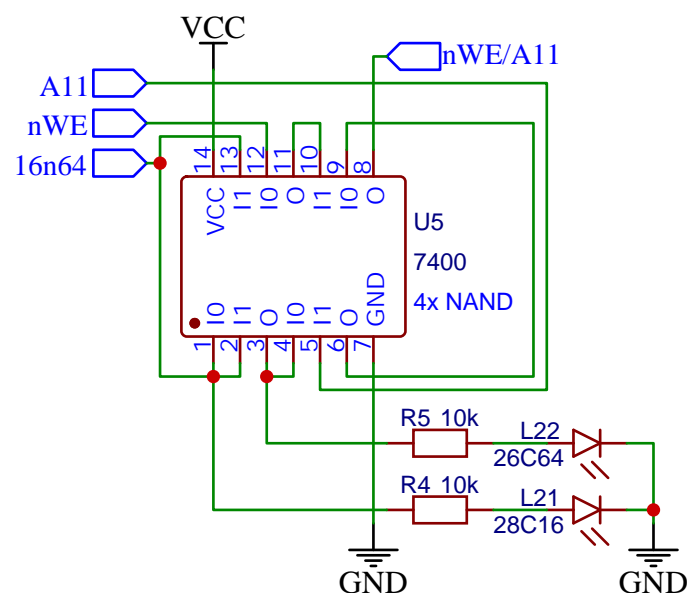 VCC
nWE/A11
A11
nWE
16n64
14 13 12 11 10 9 8
VCC I1 I0 O I1 I0 O
U5
7400
4x NAND
I0 I1 O I0 I1 O GND
1 2 3 4 5 6 7
R5 10k
L22
26C64
R4 10k
L21
28C16
GND
GND